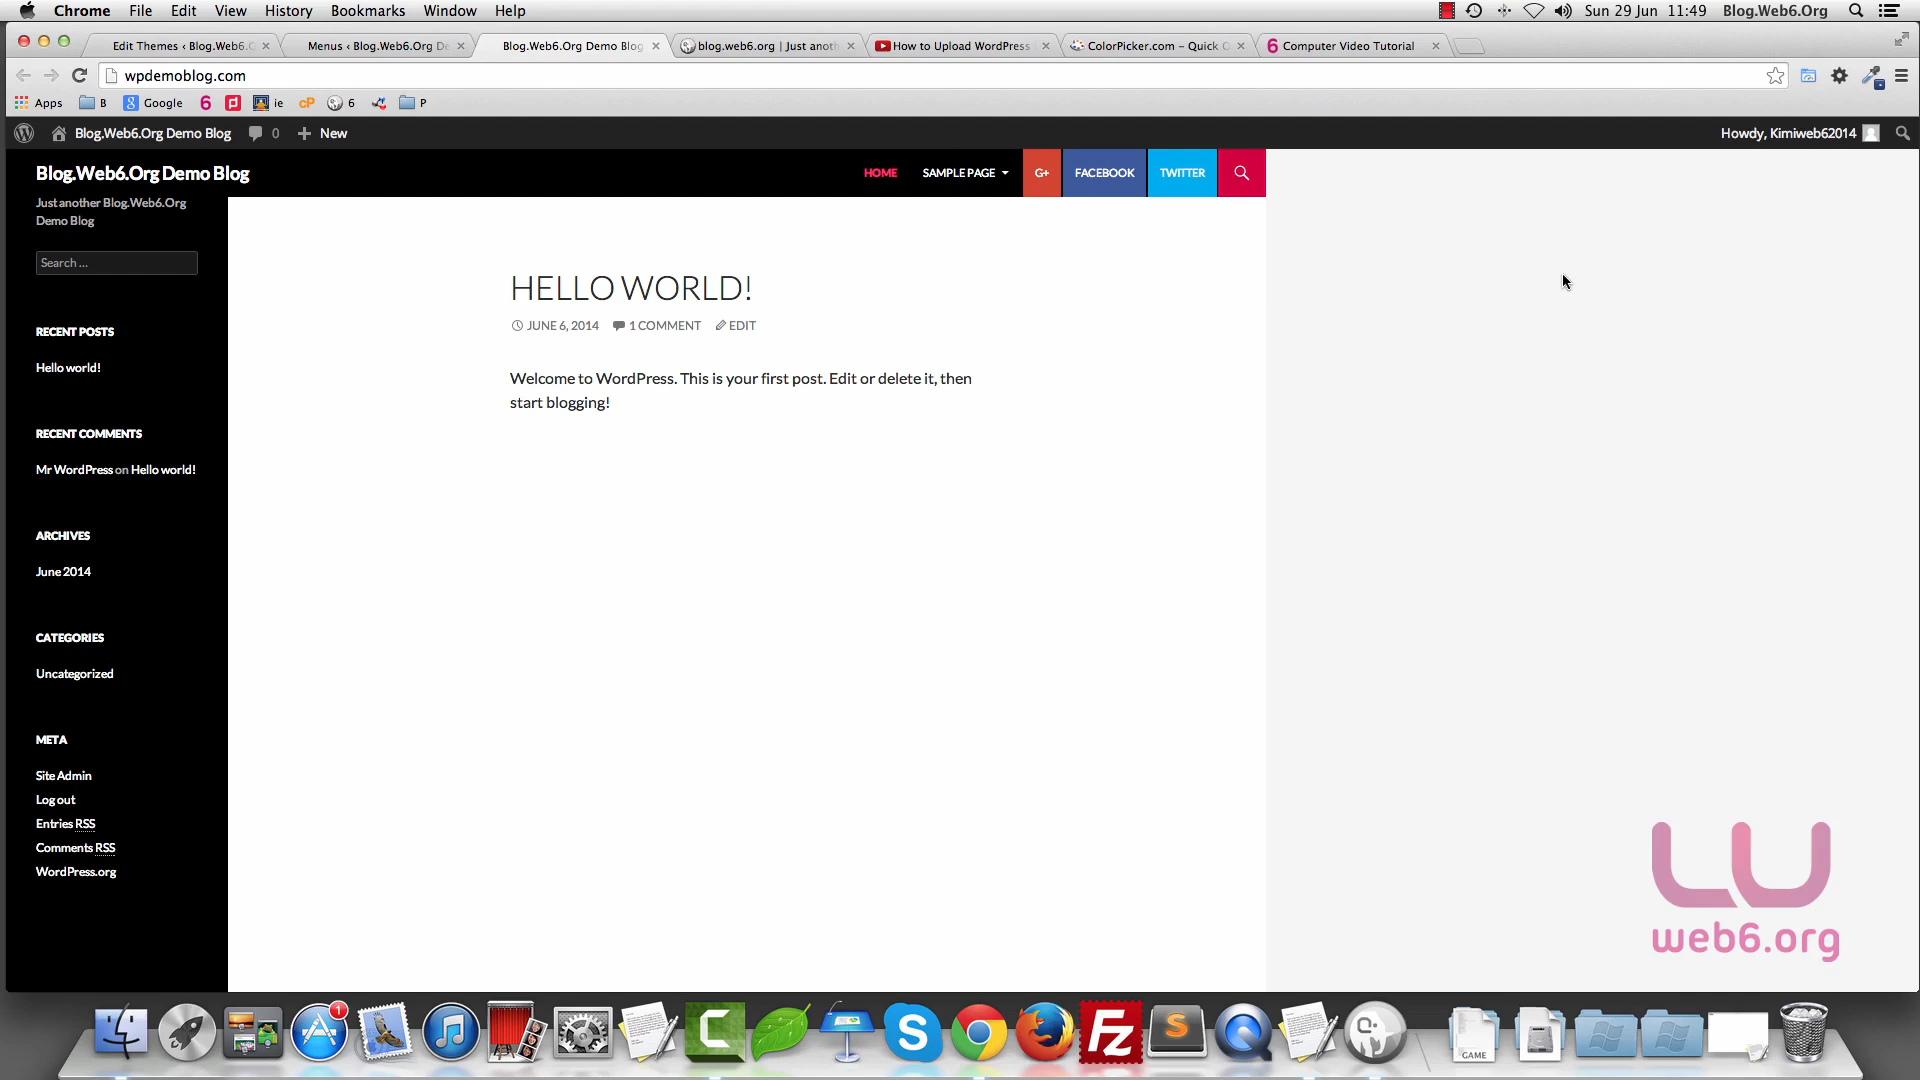 Chrome File Edit View History Bookmarks Window Help
Sun 29 Jun 11:49 Blog.Web6.Org
Edit Themes ‹ Blog.Web6.O
Menus ‹ Blog.Web6.Org De
Blog.Web6.Org Demo Blog
blog.web6.org | Just anoth
How to Upload WordPress
ColorPicker.com – Quick O
6 Computer Video Tutorial
wpdemoblog.com
Apps B Google 6 ie cP 6 P
Blog.Web6.Org Demo Blog 0 + New
Howdy, Kimiweb62014
Blog.Web6.Org Demo Blog
HOME SAMPLE PAGE G+ FACEBOOK TWITTER
Just another Blog.Web6.Org
Demo Blog
Search ...
HELLO WORLD!
JUNE 6, 2014 1 COMMENT EDIT
Welcome to WordPress. This is your first post. Edit or delete it, then
start blogging!
RECENT POSTS
Hello world!
RECENT COMMENTS
Mr WordPress on Hello world!
ARCHIVES
June 2014
CATEGORIES
Uncategorized
META
Site Admin
Log out
Entries RSS
Comments RSS
WordPress.org
web6.org
1
C
S
Fz
S
GAME